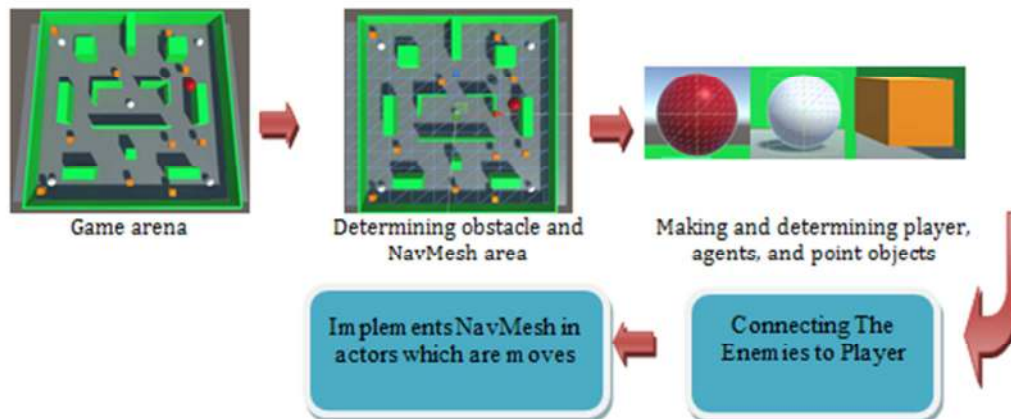 Game arena
Determining obstacle and
NavMesh area
Making and determining player,
agents, and point objects
Connecting The
Enemies to Player
Implements NavMesh in
actors which are moves